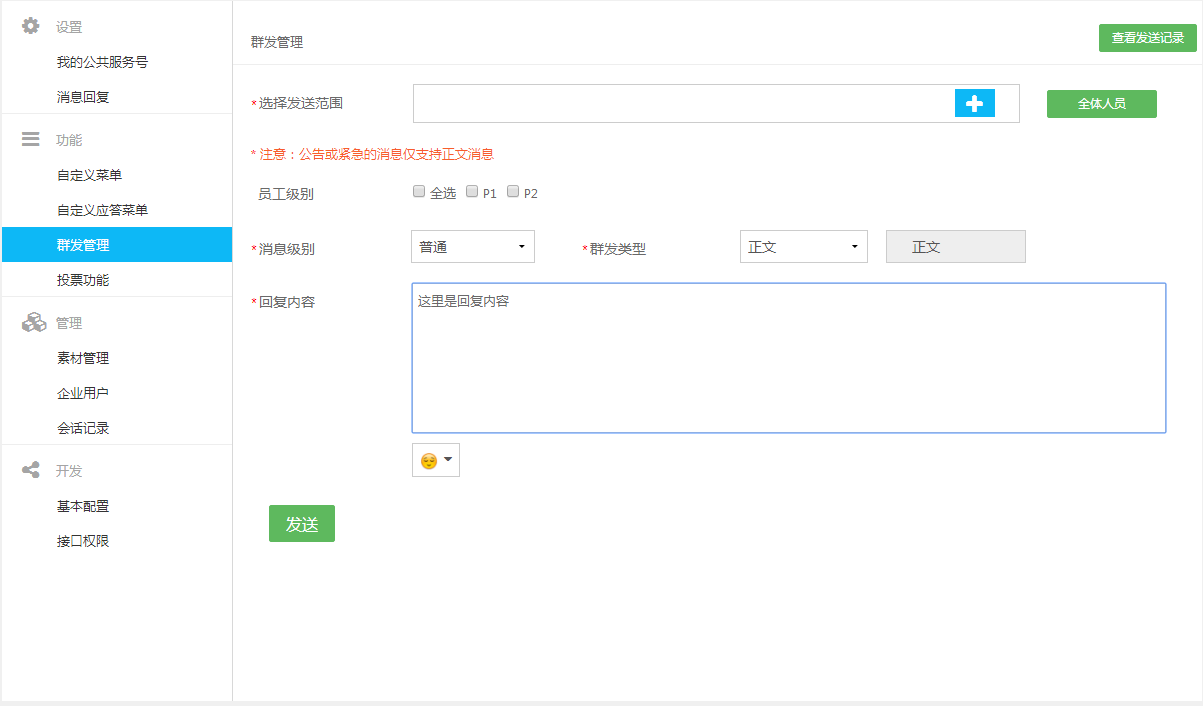 设置
我的公共服务号
消息回复
功能
自定义菜单
自定义应答菜单
群发管理
投票功能
管理
素材管理
企业用户
会话记录
开发
基本配置
接口权限
群发管理
查看发送记录
*选择发送范围
全体人员
* 注意：公告或紧急的消息仅支持正文消息
员工级别 全选 P1 P2
*消息级别 普通 *群发类型 正文 正文
*回复内容
这里是回复内容
发送